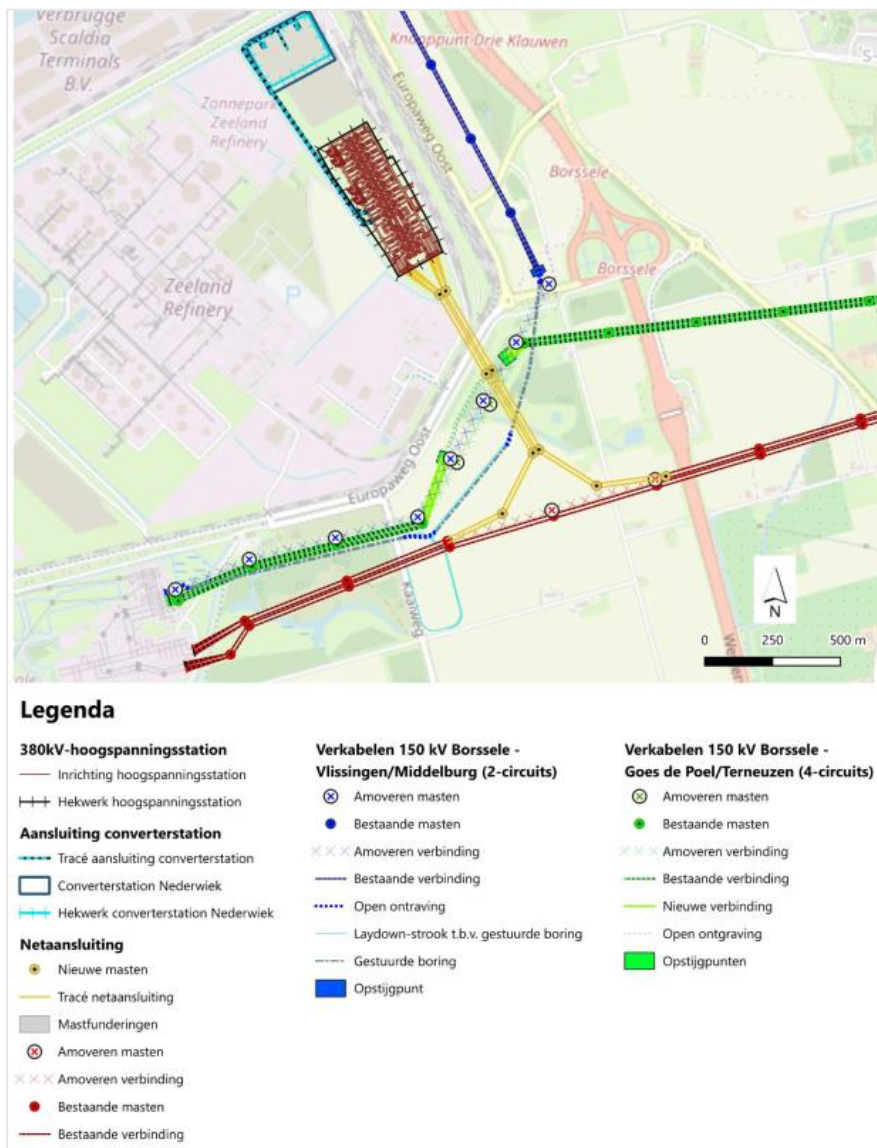 Verbrugge
Scaldia
Terminals
B.V.
Knooppunt-Drie Klauwen
Zonnepark
Zeeland
Refinery
Europaweg Oost
Borssele
Borssele
Zeeland
Refinery
P
Europaweg Oost
Kaaiweg
N
0 250 500 m
Legenda
380kV-hoogspanningsstation
Inrichting hoogspanningsstation
Hekwerk hoogspanningsstation
Aansluiting converterstation
Tracé aansluiting converterstation
Converterstation Nederwiek
Hekwerk converterstation Nederwiek
Netaansluiting
Nieuwe masten
Tracé netaansluiting
Mastfunderingen
Amoveren masten
Amoveren verbinding
Bestaande masten
Bestaande verbinding
Verkabelen 150 kV Borssele -
Vlissingen/Middelburg (2-circuits)
Amoveren masten
Bestaande masten
Amoveren verbinding
Bestaande verbinding
Open ontraving
Laydown-strook t.b.v. gestuurde boring
Gestuurde boring
Opstijgpunt
Verkabelen 150 kV Borssele -
Goes de Poel/Terneuzen (4-circuits)
Amoveren masten
Bestaande masten
Amoveren verbinding
Bestaande verbinding
Nieuwe verbinding
Open ontgraving
Opstijgpunten